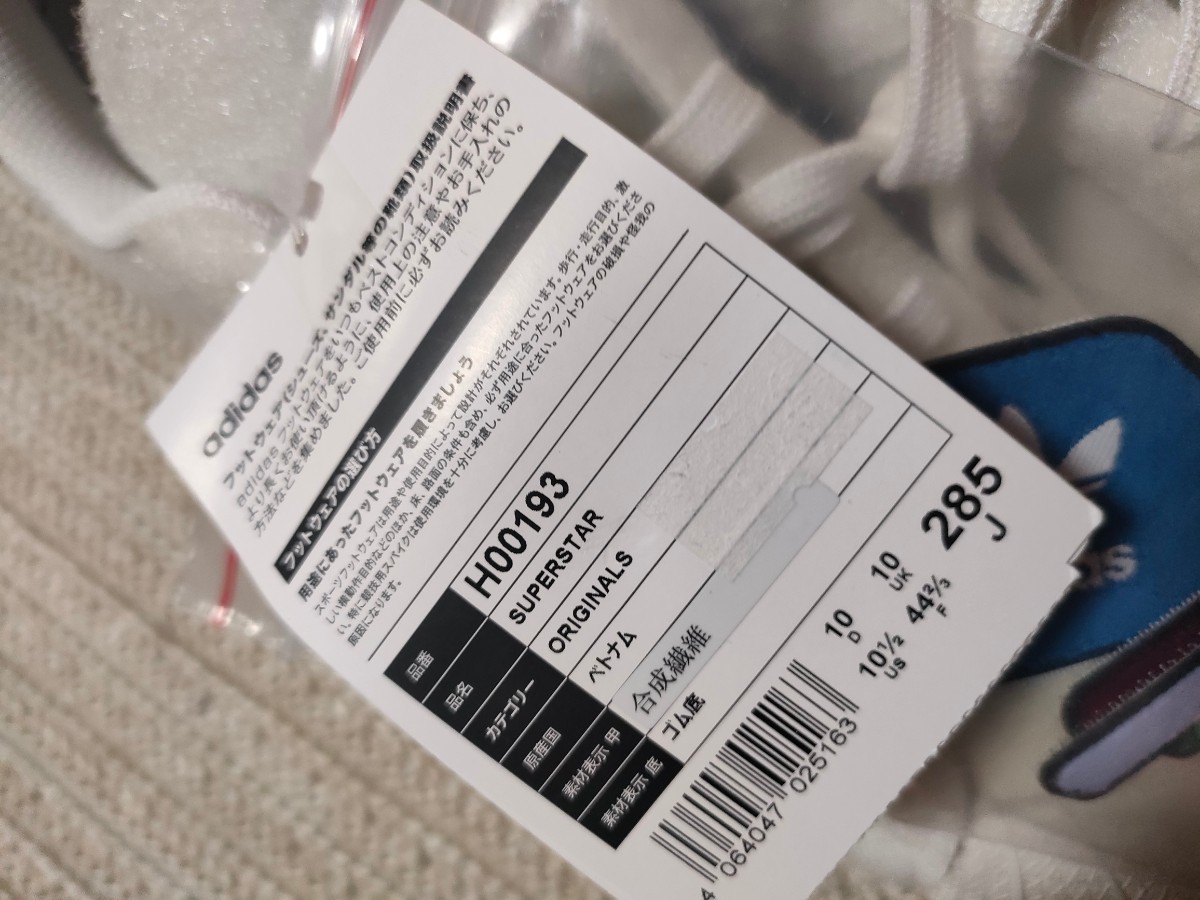 adidas
フットウェア(シューズ、サンダル等の靴類)取扱説明書
adidas フットウェアをいつもベストコンディションに保ち、
より長くお使い頂けるように、使用上の注意やお手入れの
方法などを集めました。ご使用前に必ずお読みください。
フットウェアの選び方
用途にあったフットウェアを履きましょう
スポーツフットウェアは用途や使用目的によって設計がそれぞれされています。歩行・走行目的、激
しい機動作目的などのほか、床、路面の条件も含め、必ず用途に合ったフットウェアをお選びくださ
い。特に競技用スパイクは使用環境を十分に考慮し、お選びください。フットウェアの破損や怪我の
原因になります。
品番 H00193
品名 SUPERSTAR
カテゴリー ORIGINALS
原産国 ベトナム
素材表示 甲 合成繊維
素材表示 底 ゴム底
10 10 285
D UK J
10½ 44⅔
US F
4 064047 025163